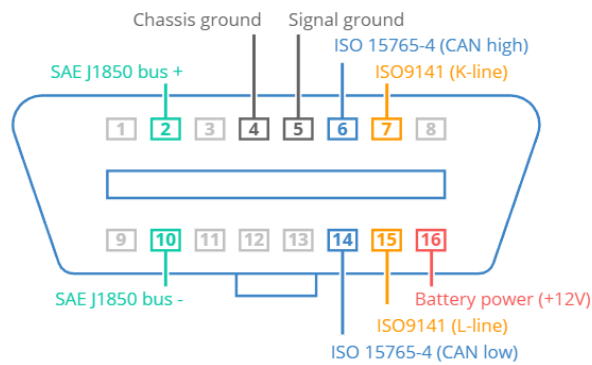 Chassis ground
Signal ground
ISO 15765-4 (CAN high)
SAE J1850 bus +
ISO9141 (K-line)
1 2 3 4 5 6 7 8
9 10 11 12 13 14 15 16
SAE J1850 bus -
Battery power (+12V)
ISO9141 (L-line)
ISO 15765-4 (CAN low)